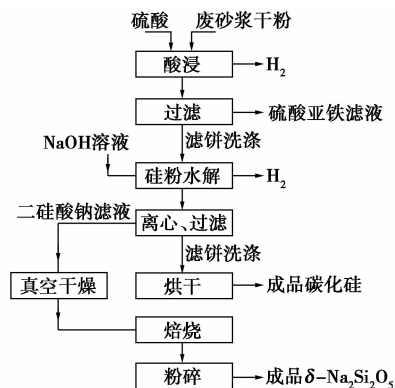 硫酸 废砂浆干粉
酸浸 H₂
过滤 硫酸亚铁滤液
滤饼洗涤
NaOH溶液
硅粉水解 H₂
二硅酸钠滤液 离心、过滤
滤饼洗涤
真空干燥 烘干 成品碳化硅
焙烧
粉碎 成品δ-Na₂Si₂O₅